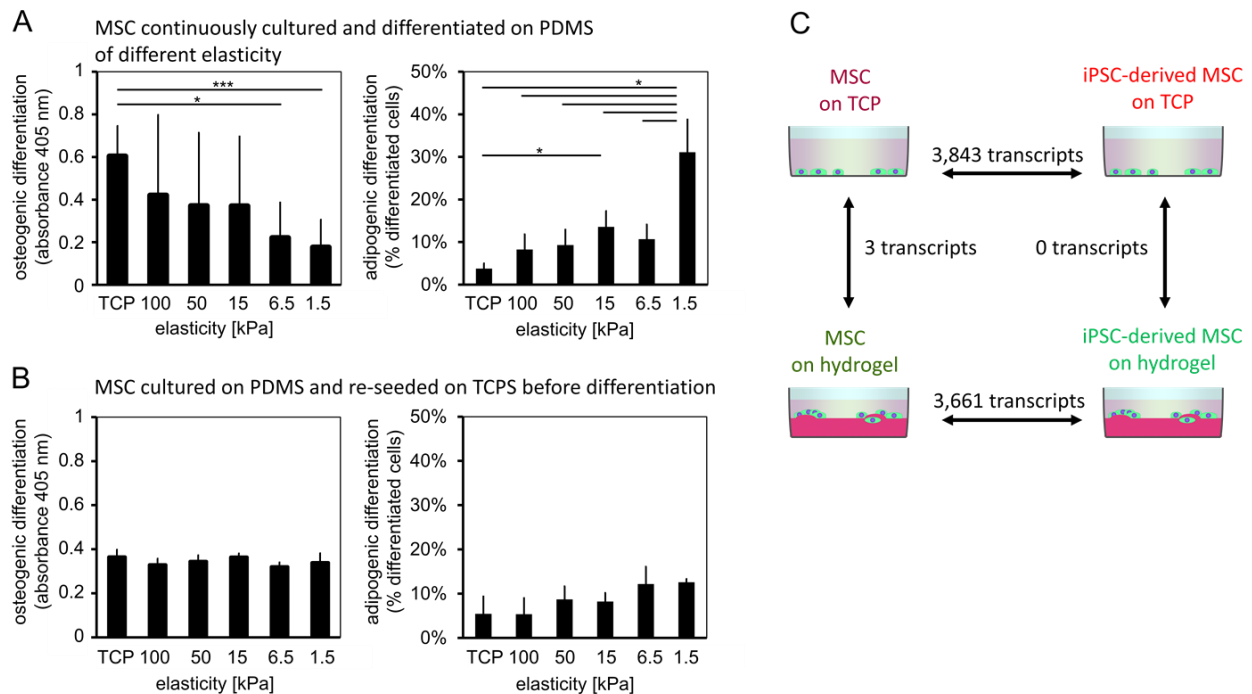 A
MSC continuously cultured and differentiated on PDMS
of different elasticity
osteogenic differentiation
(absorbance 405 nm)
1
0.8
0.6
0.4
0.2
0
***
*
TCP 100 50 15 6.5 1.5
elasticity [kPa]
adipogenic differentiation
(% differentiated cells)
50%
40%
30%
20%
10%
0%
*
*
TCP 100 50 15 6.5 1.5
elasticity [kPa]
B
MSC cultured on PDMS and re-seeded on TCPS before differentiation
osteogenic differentiation
(absorbance 405 nm)
1
0.8
0.6
0.4
0.2
0
TCP 100 50 15 6.5 1.5
elasticity [kPa]
adipogenic differentiation
(% differentiated cells)
50%
40%
30%
20%
10%
0%
TCP 100 50 15 6.5 1.5
elasticity [kPa]
C
MSC
on TCP
iPSC-derived MSC
on TCP
3,843 transcripts
3 transcripts
0 transcripts
MSC
on hydrogel
iPSC-derived MSC
on hydrogel
3,661 transcripts